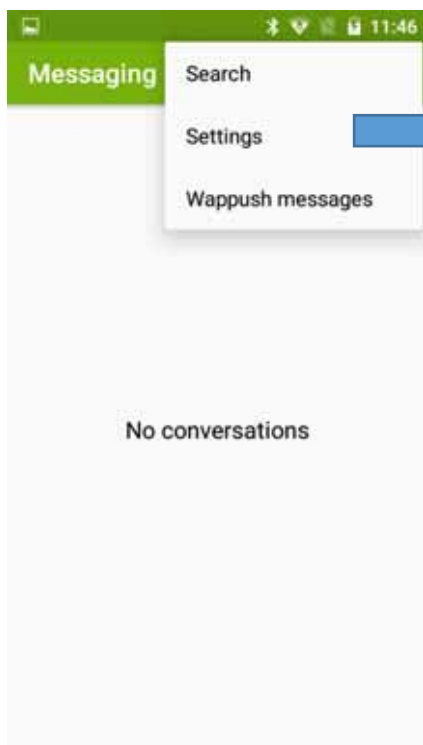 11:46
Messaging
Search
Settings
Wappush messages
No conversations